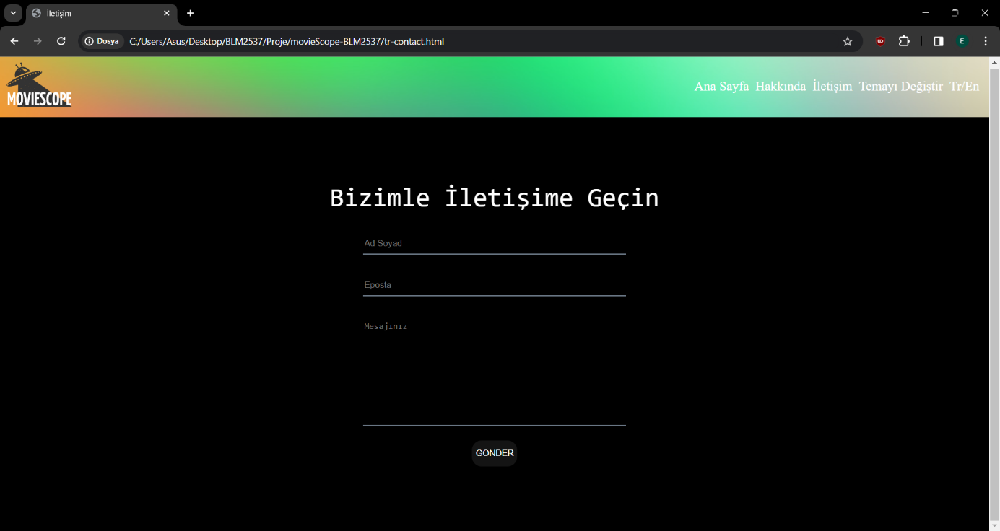 İletişim
Dosya C:/Users/Asus/Desktop/BLM2537/Proje/movieScope-BLM2537/tr-contact.html
UD
E
MOVIESCOPE
Ana Sayfa Hakkında İletişim Temayı Değiştir Tr/En
Bizimle İletişime Geçin
Ad Soyad
Eposta
Mesajınız
GÖNDER